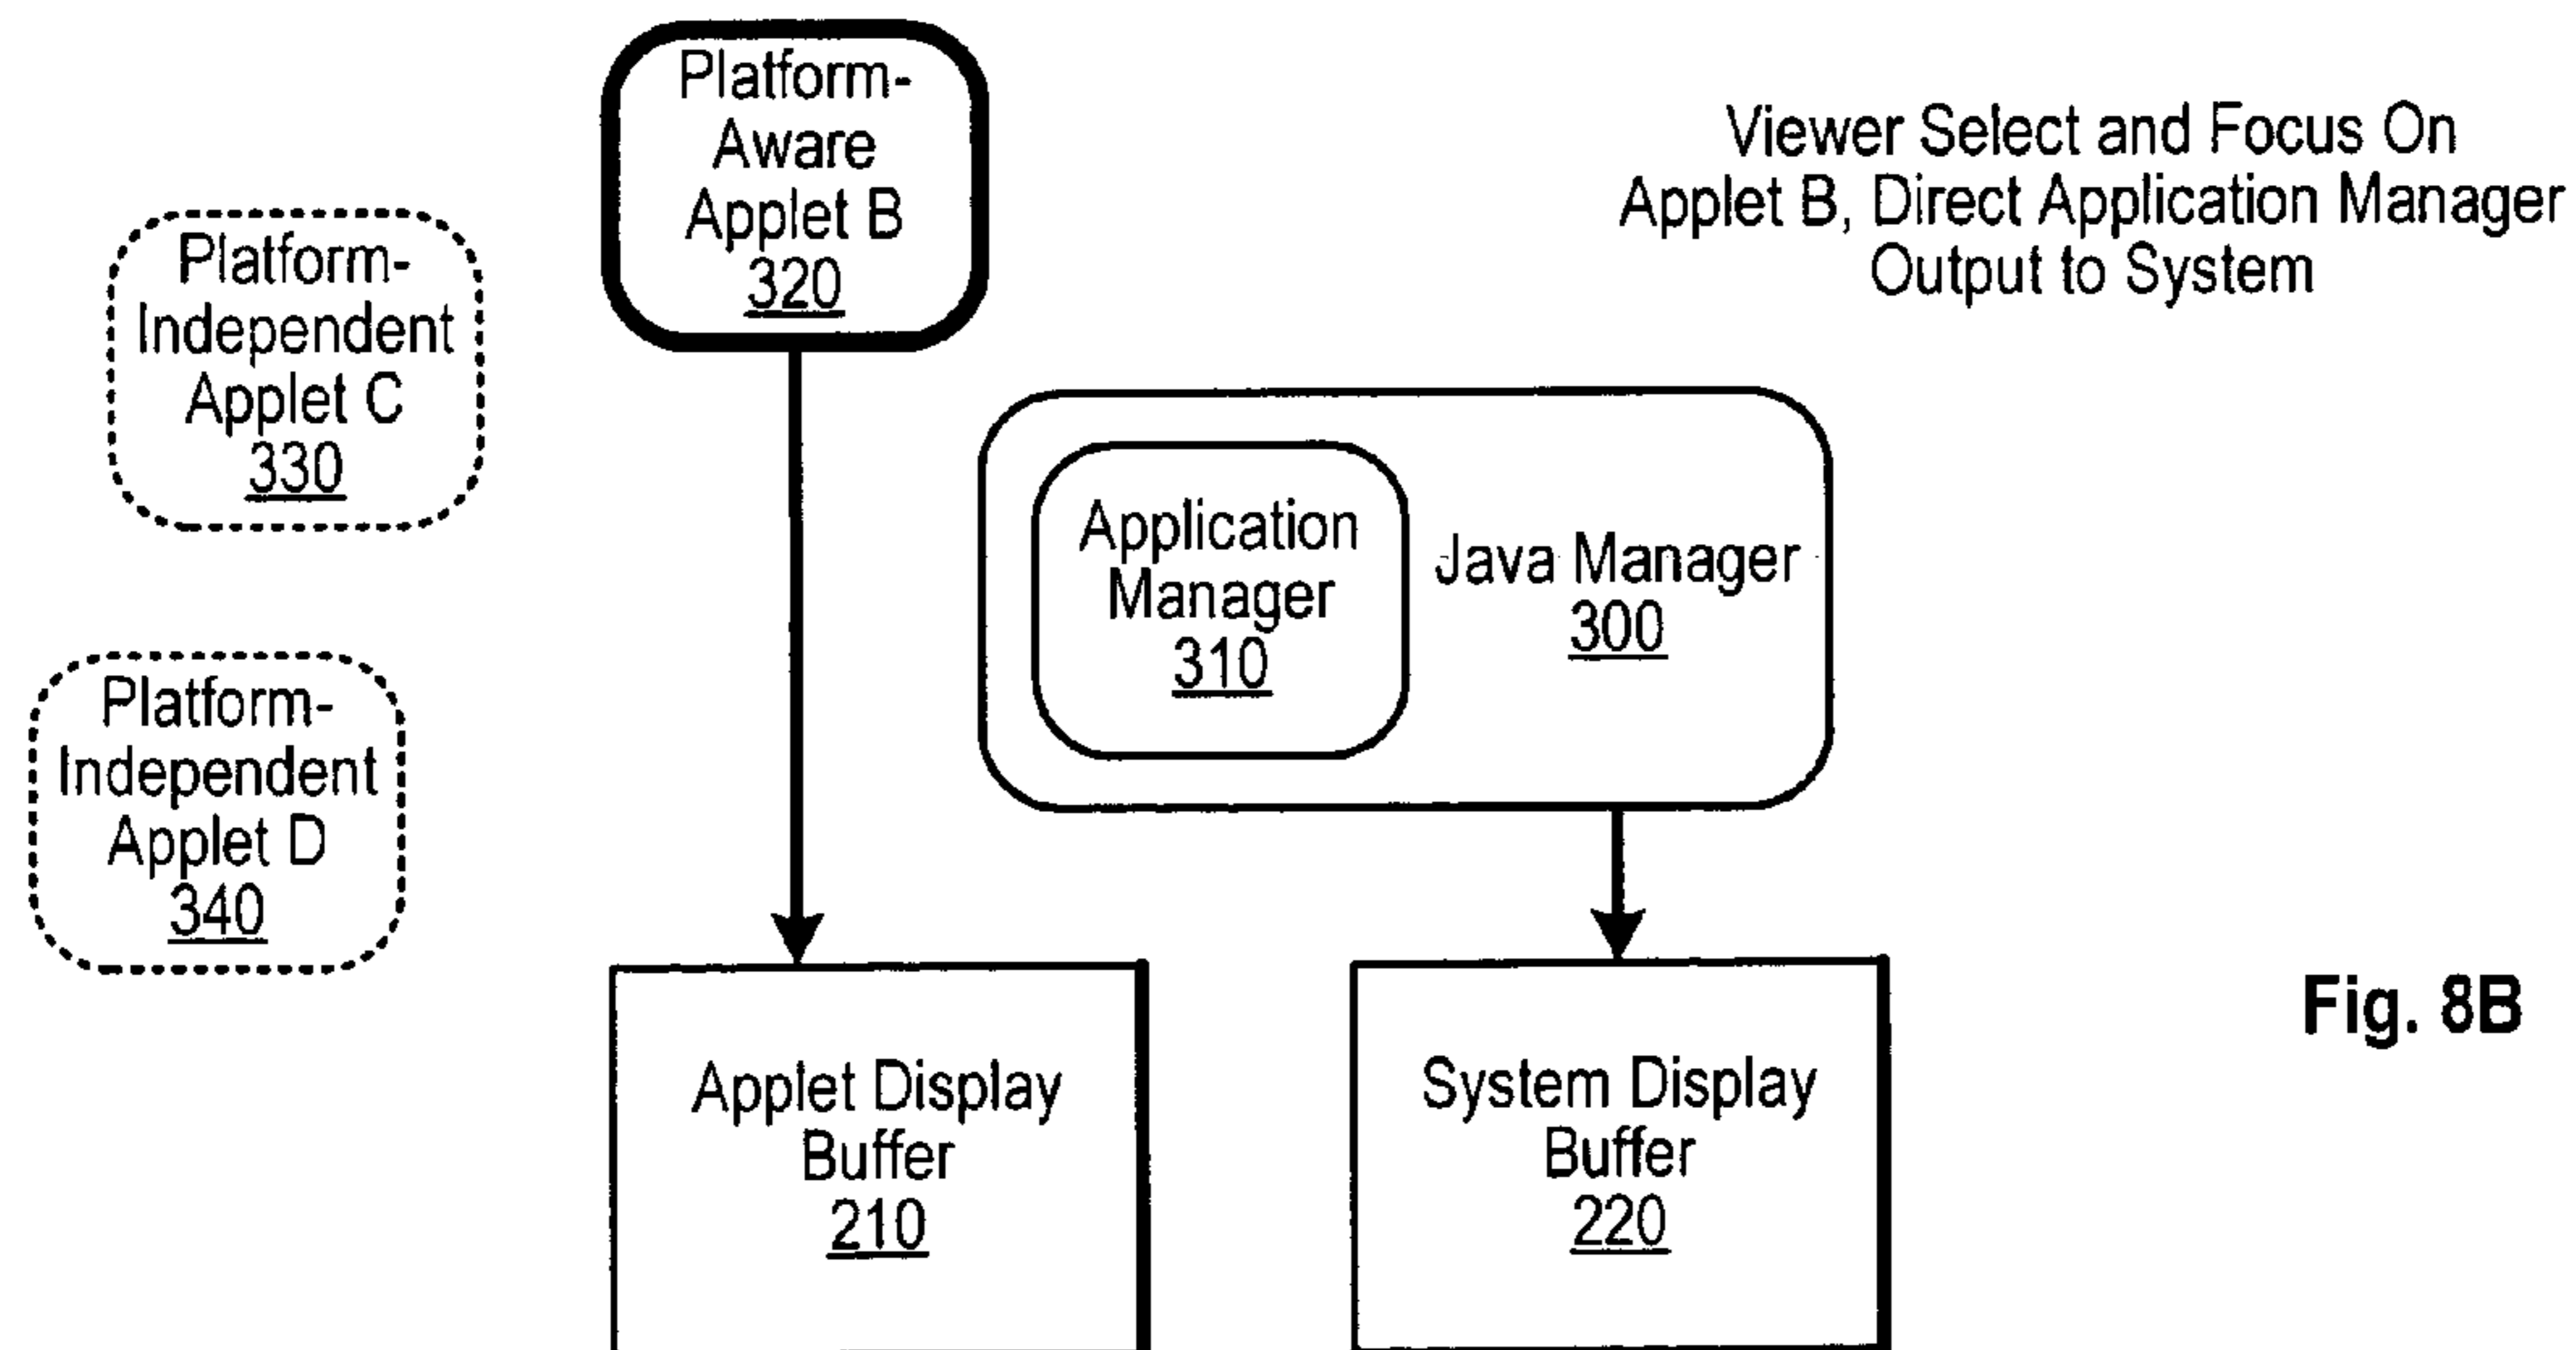 Platform-
Aware
Applet B
320
Viewer Select and Focus On
Applet B, Direct Application Manager
Output to System
Platform-
Independent
Applet C
330
Application
Manager
310
Java Manager
300
Platform-
Independent
Applet D
340
Applet Display
Buffer
210
System Display
Buffer
220
Fig. 8B